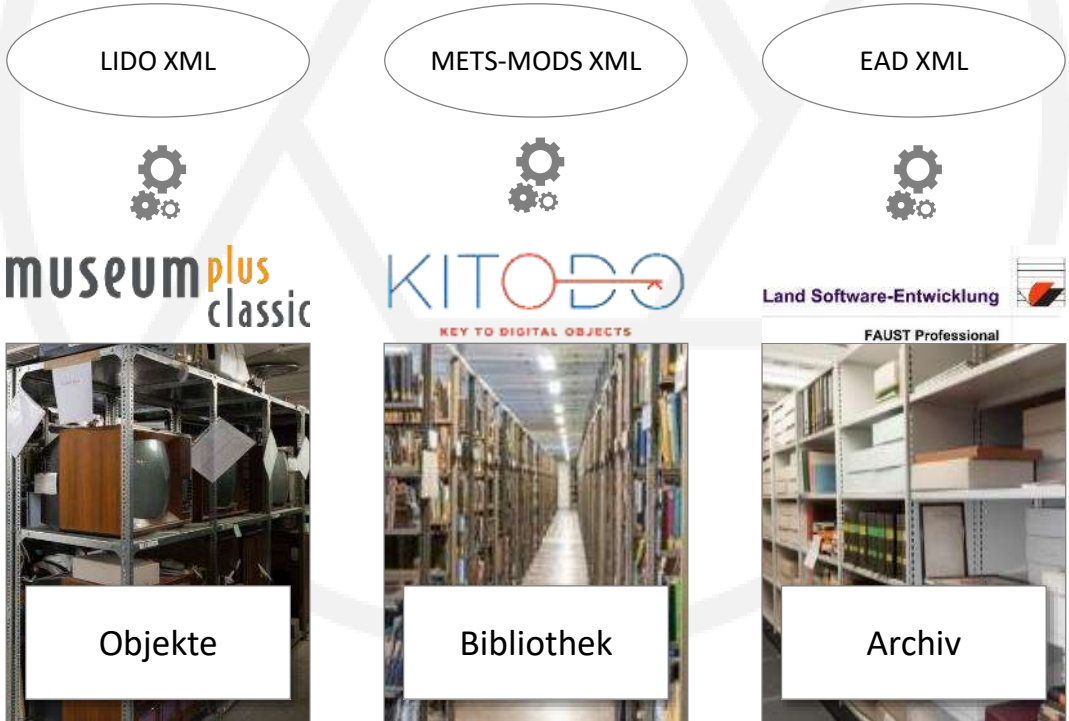 LIDO XML
METS-MODS XML
EAD XML
museum plus
classic
KITODO
KEY TO DIGITAL OBJECTS
Land Software-Entwicklung
FAUST Professional
Objekte
Bibliothek
Archiv